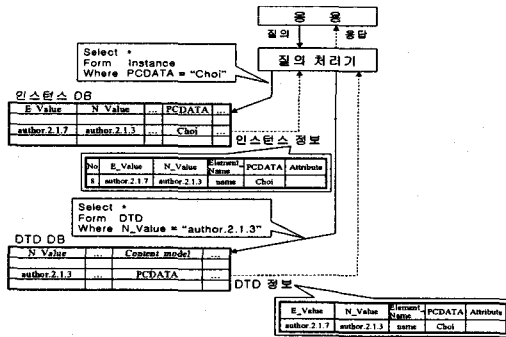 응 용
질의 응답
질의 처리기
Select *
Form Instance
Where PCDATA = "Choi"
인스턴스 DB
E_Value N_Value ... PCDATA ...
author.2.1.7 author.2.1.3 ... Choi
인스턴스 정보
No E_Value N_Value Element_Name PCDATA Attribute
8 author.2.1.7 author.2.1.3 name Choi
Select *
Form DTD
Where N_Value = "author.2.1.3"
DTD DB
N_Value ... Content model ...
author.2.1.3 PCDATA
DTD 정보
E_Value N_Value Element_Name PCDATA Attribute
author.2.1.7 author.2.1.3 name Choi